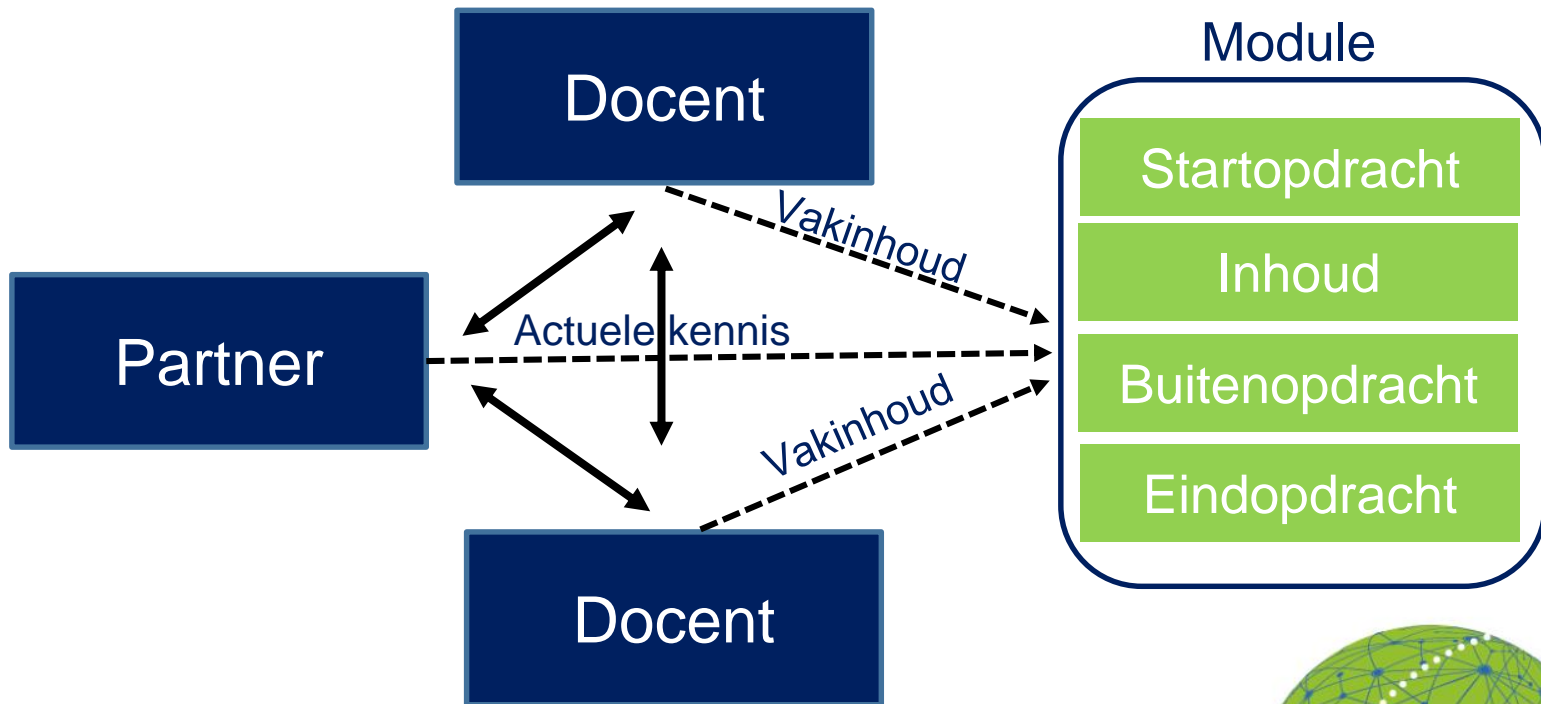 Module
Docent
Startopdracht
Vakinhoud
Inhoud
Partner
Actuele kennis
Buitenopdracht
Vakinhoud
Eindopdracht
Docent